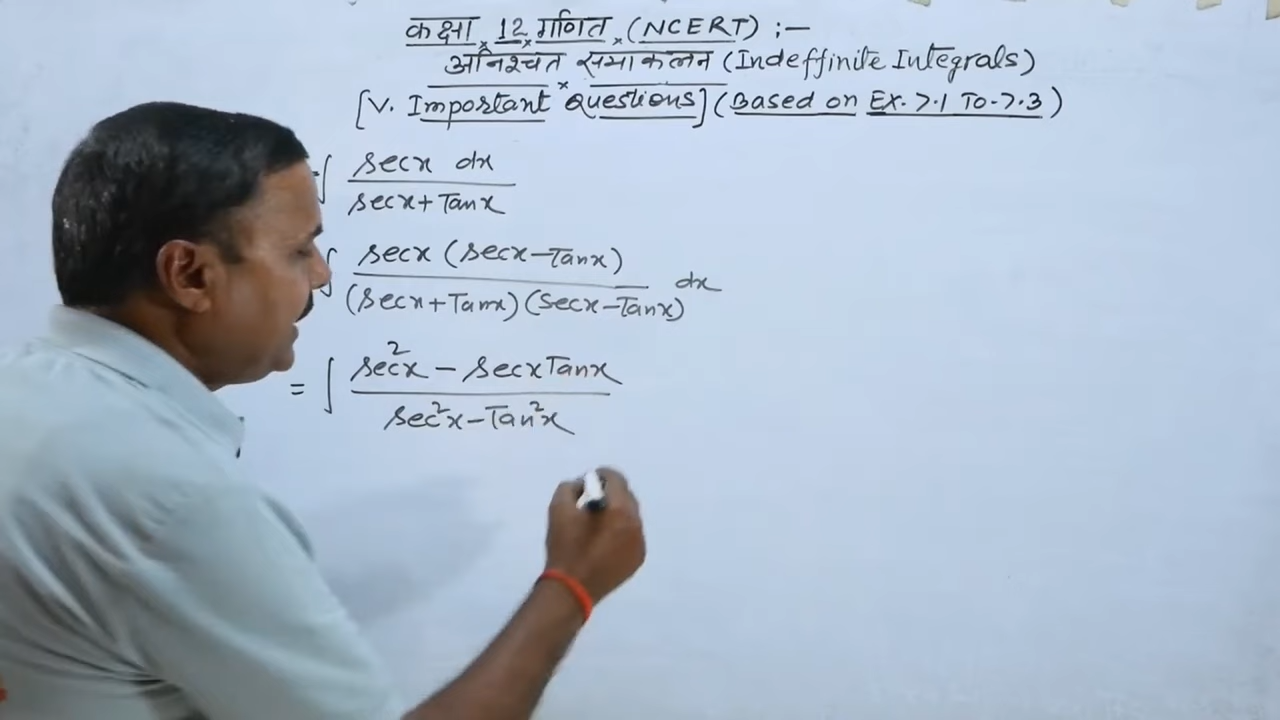 कक्षा × 12 × गणित × (NCERT) :—
अनिश्चत × समाकलन (Indeffinite Integrals)
[V. Important Questions] (Based on Ex. 7.1 To 7.3)
∫ secx dx / secx + Tanx
∫ secx (secx – Tanx) / (secx + Tanx) (secx – Tanx) dx
= ∫ sec²x – secx Tanx / sec²x – Tan²x